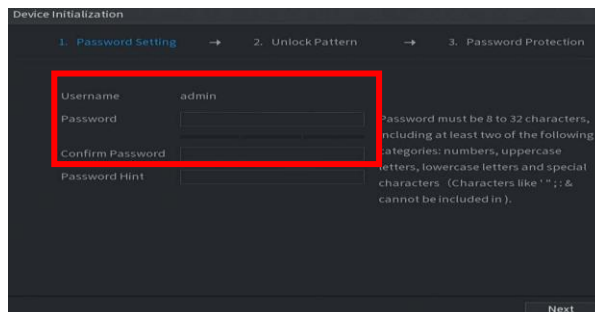 Device Initialization
1. Password Setting → 2. Unlock Pattern → 3. Password Protection
Username admin
Password
Confirm Password
Password Hint
Password must be 8 to 32 characters,
including at least two of the following
categories: numbers, uppercase
letters, lowercase letters and special
characters (Characters like ' " ; : &
cannot be included in ).
Next